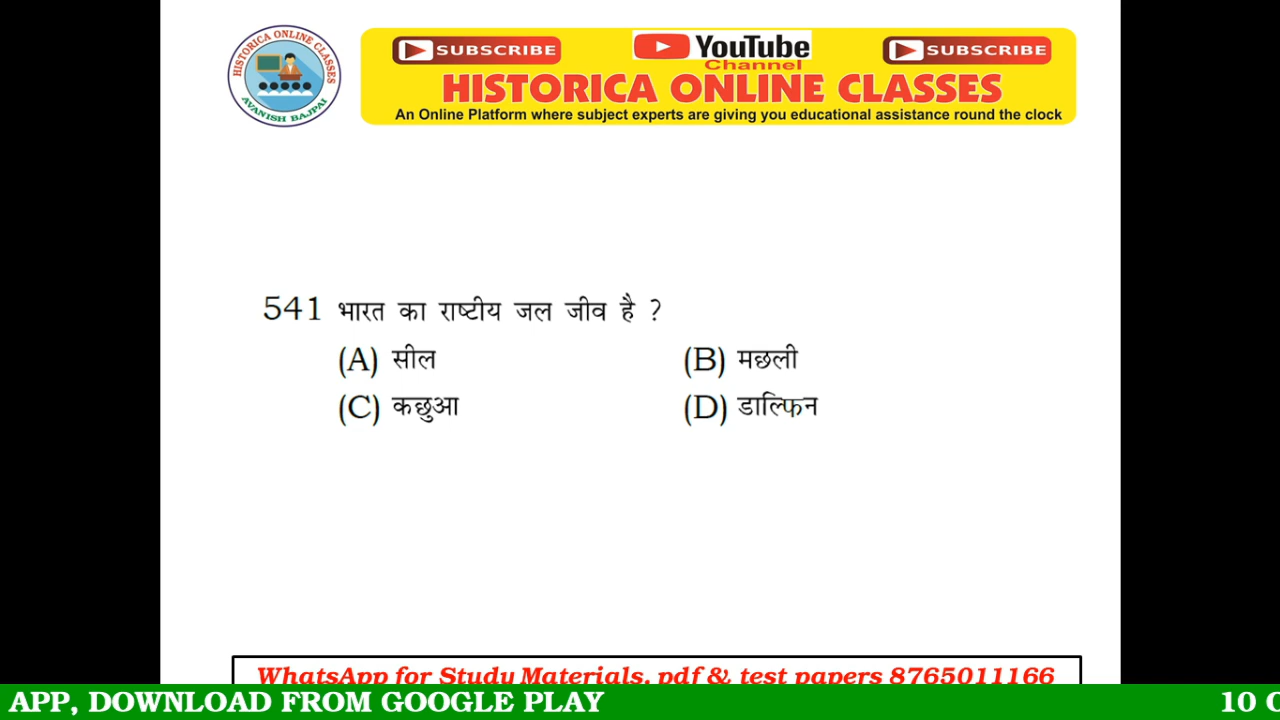 HISTORICA ONLINE CLASSES
AVANISH BAJPAI
SUBSCRIBE
YouTube
Channel
SUBSCRIBE
HISTORICA ONLINE CLASSES
An Online Platform where subject experts are giving you educational assistance round the clock
541 भारत का राष्टीय जल जीव है ?
(A) सील (B) मछली
(C) कछुआ (D) डाल्फिन
WhatsApp for Study Materials, pdf & test papers 8765011166
APP, DOWNLOAD FROM GOOGLE PLAY 10